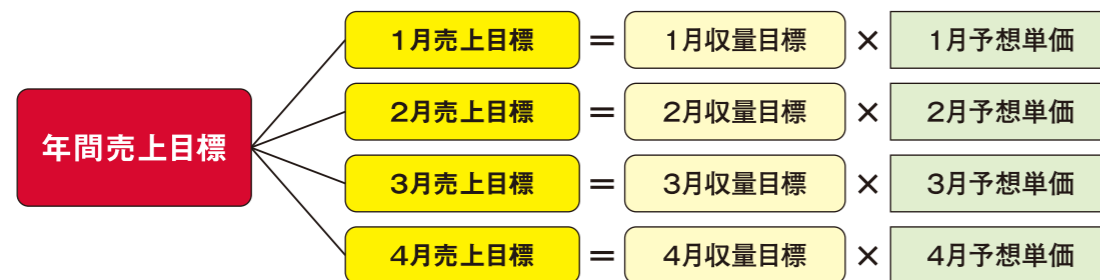 1月売上目標 = 1月収量目標 × 1月予想単価
2月売上目標 = 2月収量目標 × 2月予想単価
年間売上目標
3月売上目標 = 3月収量目標 × 3月予想単価
4月売上目標 = 4月収量目標 × 4月予想単価